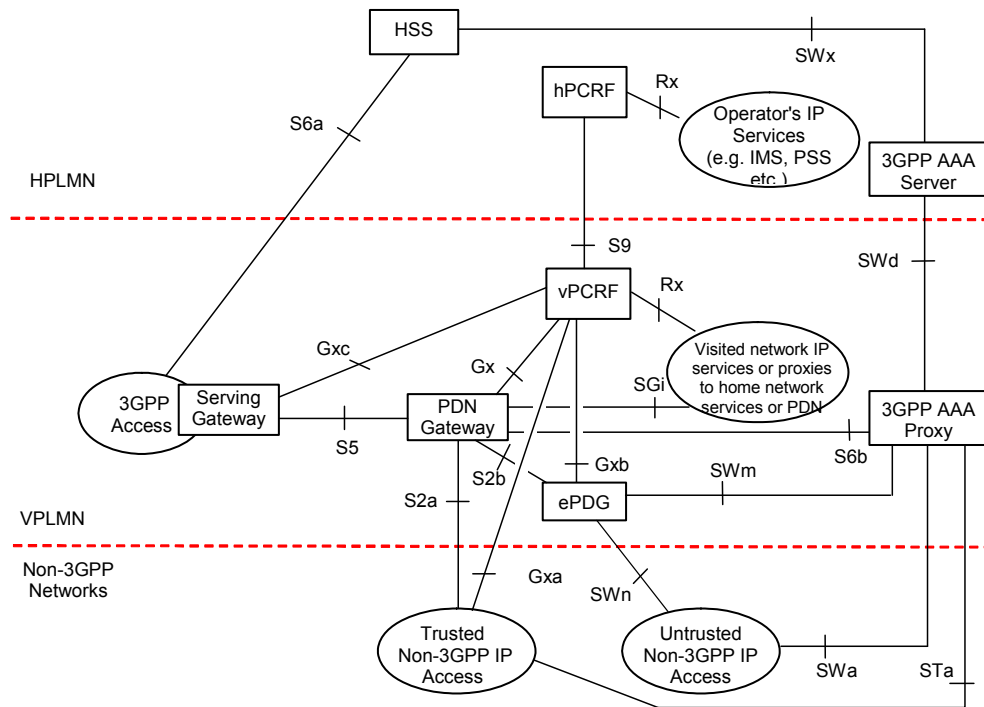 HSS
SWx
hPCRF
Rx
S6a
Operator's IP
Services
(e.g. IMS, PSS
etc.)
3GPP AAA
Server
HPLMN
S9
SWd
vPCRF
Rx
Gxc
Gx
Visited network IP
services or proxies
to home network
services or PDN
SGi
3GPP
Access
Serving
Gateway
PDN
Gateway
3GPP AAA
Proxy
S5
S6b
S2b
Gxb
SWm
S2a
ePDG
VPLMN
Non-3GPP
Networks
Gxa
SWn
Trusted
Non-3GPP IP
Access
Untrusted
Non-3GPP IP
Access
SWa
STa